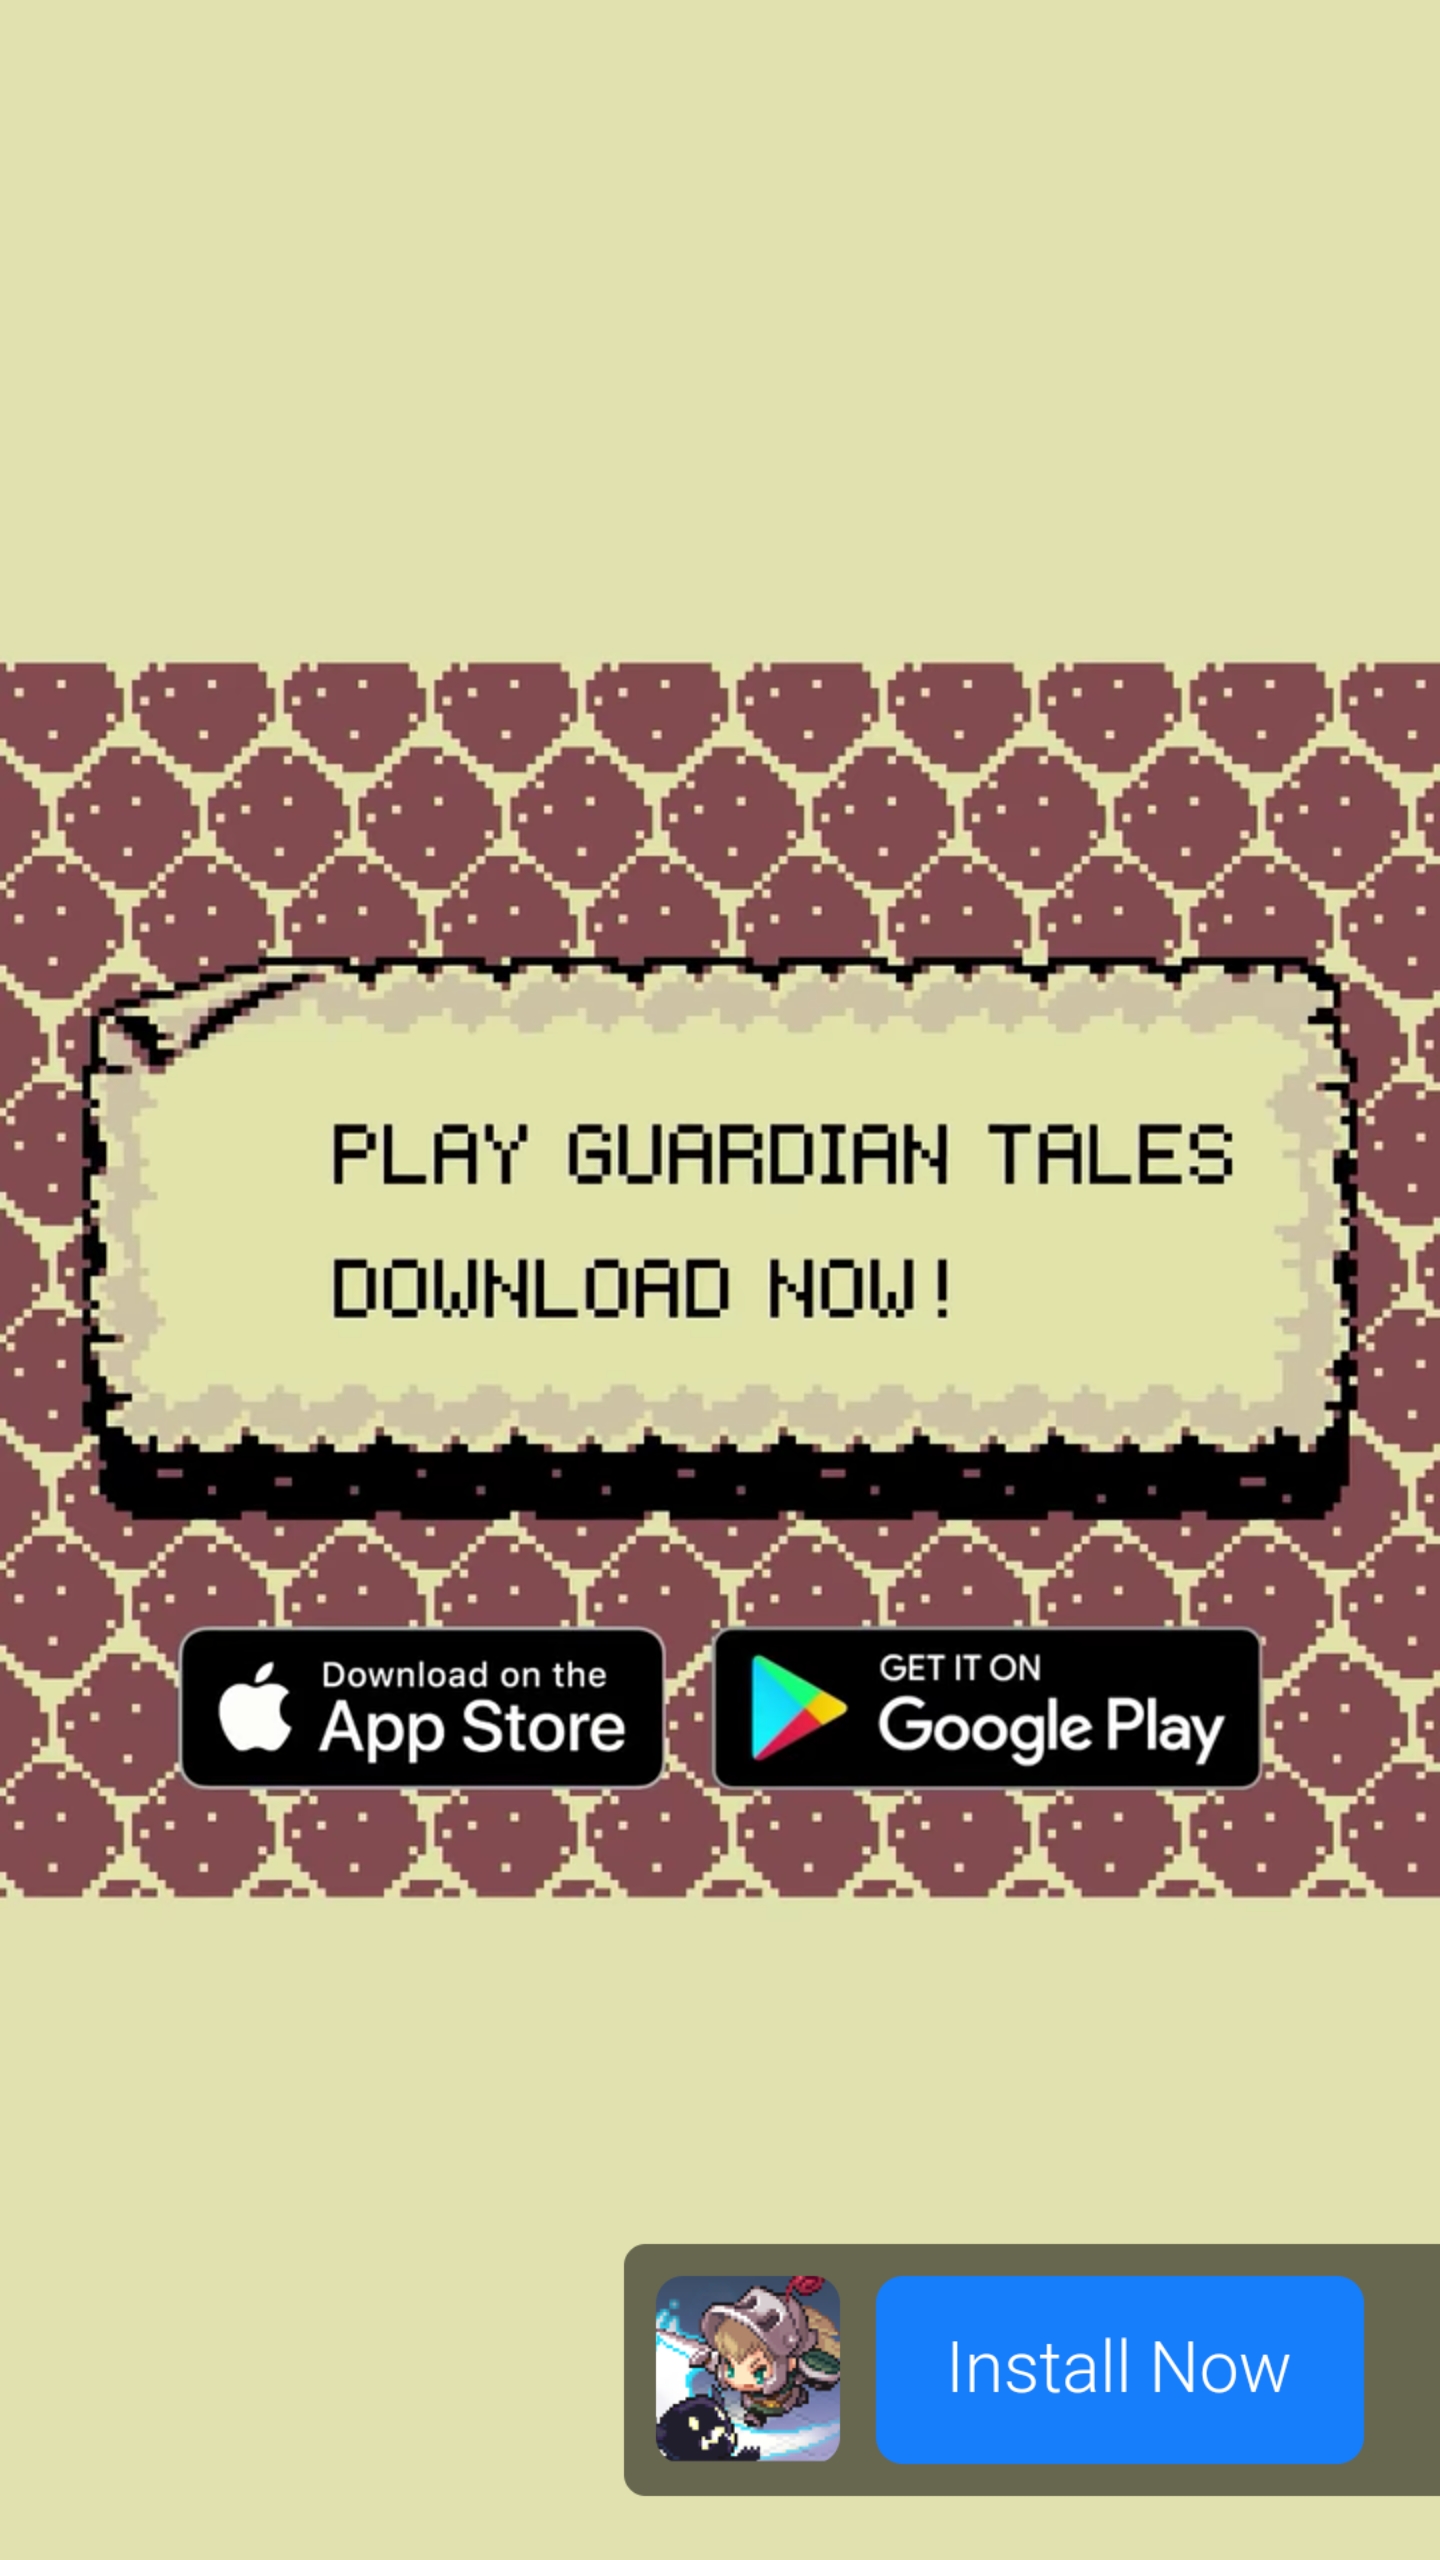 PLAY GUARDIAN TALES
DOWNLOAD NOW!
Download on the
App Store
GET IT ON
Google Play
Install Now